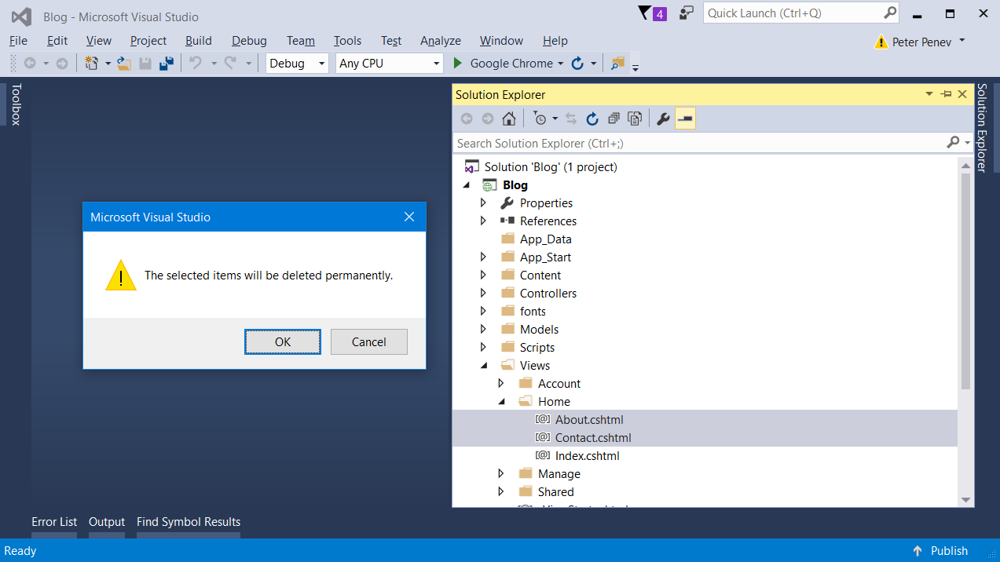 Blog - Microsoft Visual Studio
4
Quick Launch (Ctrl+Q)
File Edit View Project Build Debug Team Tools Test Analyze Window Help
Peter Penev
Debug
Any CPU
Google Chrome
Toolbox
Solution Explorer
Solution Explorer
Search Solution Explorer (Ctrl+;)
Solution 'Blog' (1 project)
Blog
Properties
References
App_Data
App_Start
Content
Controllers
fonts
Models
Scripts
Views
Account
Home
[@] About.cshtml
[@] Contact.cshtml
[@] Index.cshtml
Manage
Shared
Microsoft Visual Studio
The selected items will be deleted permanently.
OK
Cancel
Error List Output Find Symbol Results
Ready
Publish